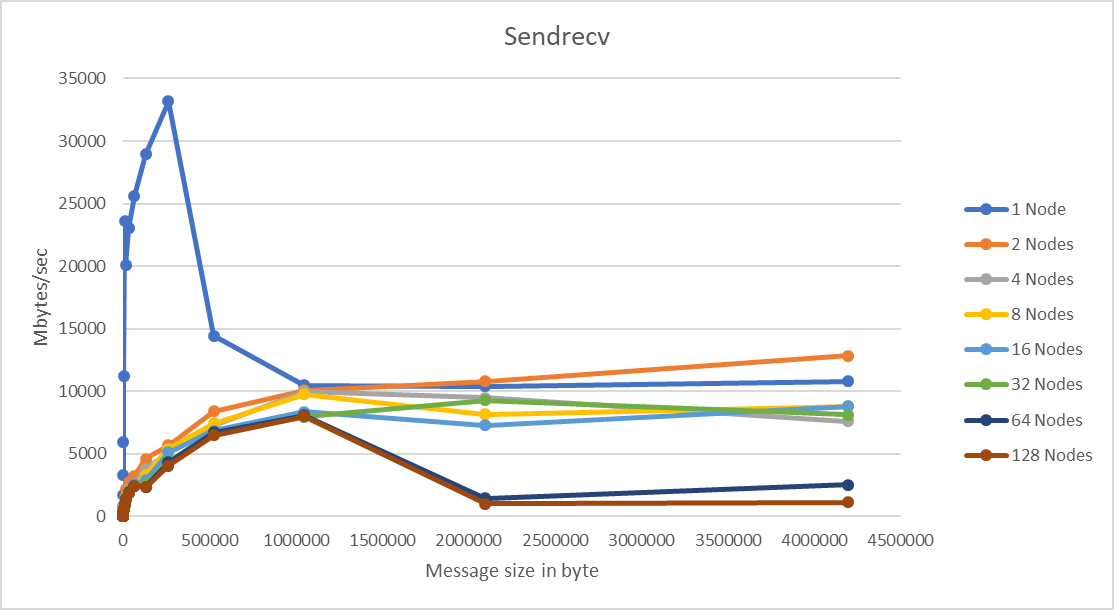 Sendrecv
35000
30000
25000
20000
15000
10000
5000
0
Mbytes/sec
0 500000 1000000 1500000 2000000 2500000 3000000 3500000 4000000 4500000
Message size in byte
1 Node
2 Nodes
4 Nodes
8 Nodes
16 Nodes
32 Nodes
64 Nodes
128 Nodes